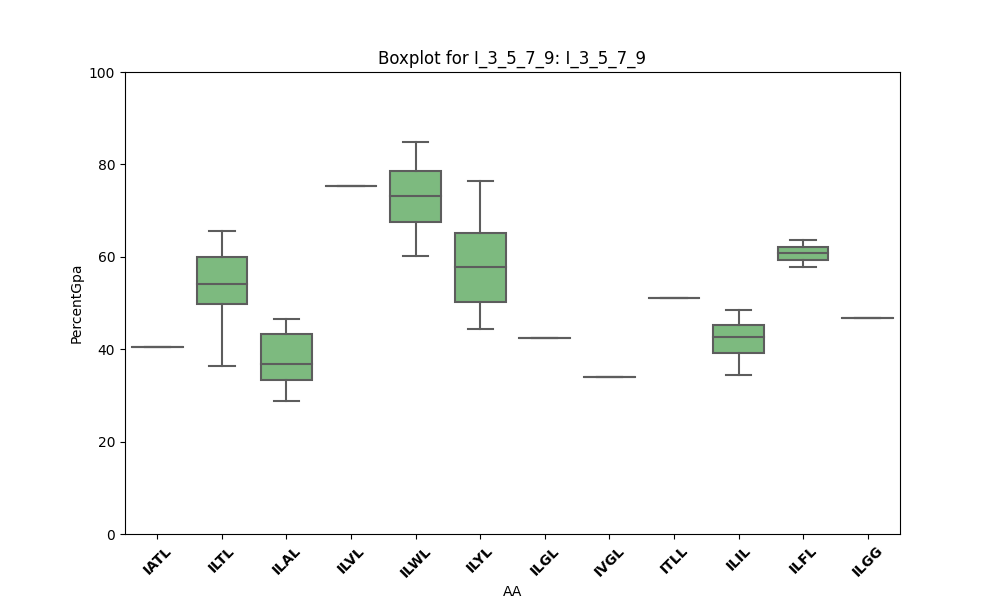 Boxplot for I_3_5_7_9: I_3_5_7_9
100
80
60
40
20
0
PercentGpa
IATL
ILTL
ILAL
ILVL
ILWL
ILYL
ILGL
IVGL
ITLL
ILIL
ILFL
ILGG
AA